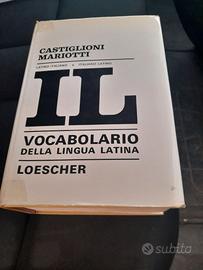 CASTIGLIONI
MARIOTTI
LATINO-ITALIANO ITALIANO-LATINO
IL
VOCABOLARIO
DELLA LINGUA LATINA
LOESCHER
subito